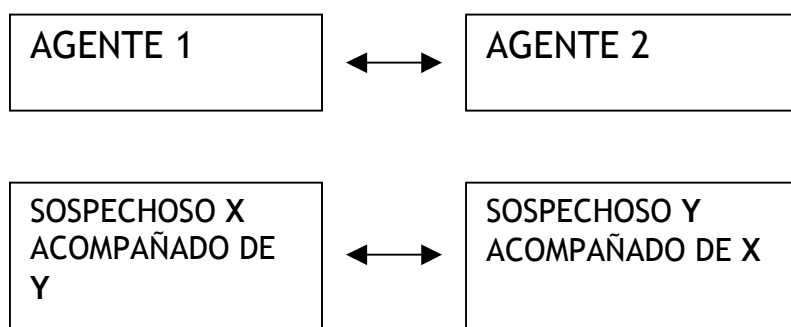 AGENTE 1
AGENTE 2
SOSPECHOSO X
ACOMPAÑADO DE
Y
SOSPECHOSO Y
ACOMPAÑADO DE X